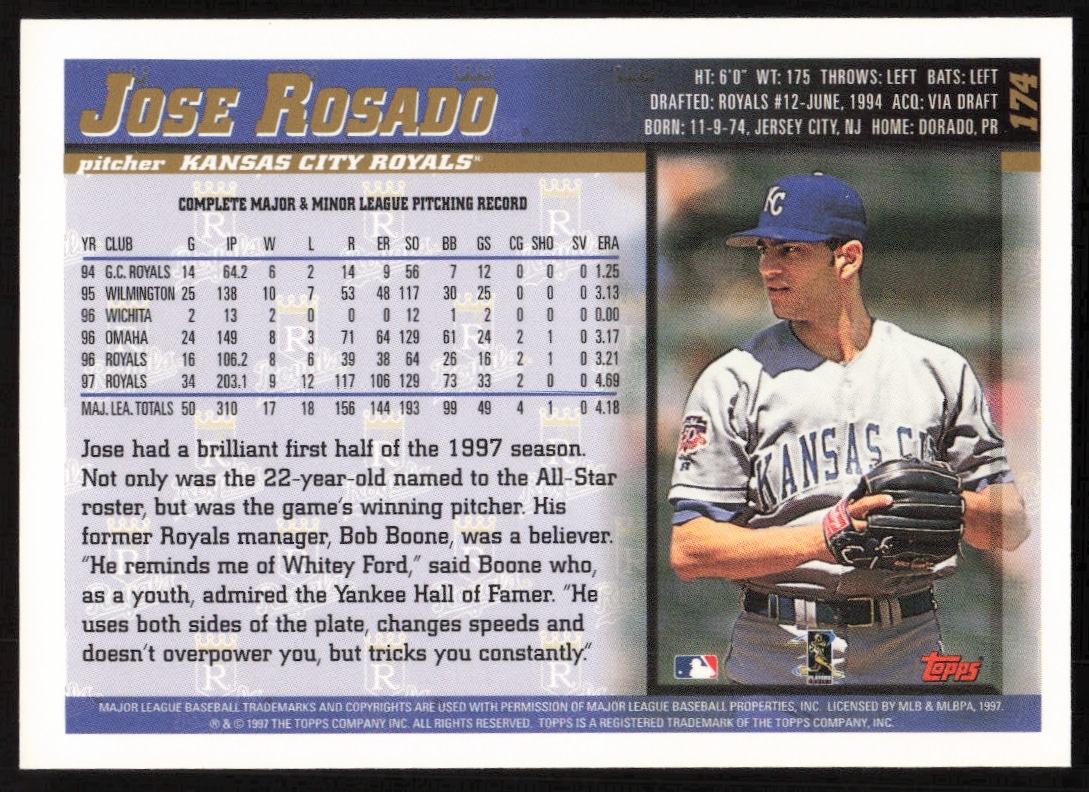 JOSE ROSADO
HT: 6'0" WT: 175 THROWS: LEFT BATS: LEFT
DRAFTED: ROYALS #12-JUNE, 1994 ACQ: VIA DRAFT
BORN: 11-9-74, JERSEY CITY, NJ HOME: DORADO, PR
174
pitcher KANSAS CITY ROYALS™
COMPLETE MAJOR & MINOR LEAGUE PITCHING RECORD
YR CLUB G IP W L R ER SO BB GS CG SHO SV ERA
94 G.C. ROYALS 14 64.2 6 2 14 9 56 7 12 0 0 0 1.25
95 WILMINGTON 25 138 10 7 53 48 117 30 25 0 0 0 3.13
96 WICHITA 2 13 2 0 0 0 12 1 2 0 0 0 0.00
96 OMAHA 24 149 8 3 71 64 129 61 24 2 1 0 3.17
96 ROYALS 16 106.2 8 6 39 38 64 26 16 2 1 0 3.21
97 ROYALS 34 203.1 9 12 117 106 129 73 33 2 0 0 4.69
MAJ. LEA. TOTALS 50 310 17 18 156 144 193 99 49 4 1 0 4.18
Jose had a brilliant first half of the 1997 season.
Not only was the 22-year-old named to the All-Star
roster, but was the game's winning pitcher. His
former Royals manager, Bob Boone, was a believer.
"He reminds me of Whitey Ford," said Boone who,
as a youth, admired the Yankee Hall of Famer. "He
uses both sides of the plate, changes speeds and
doesn't overpower you, but tricks you constantly."
KC
KANSAS CI
topps
MAJOR LEAGUE BASEBALL TRADEMARKS AND COPYRIGHTS ARE USED WITH PERMISSION OF MAJOR LEAGUE BASEBALL PROPERTIES, INC. LICENSED BY MLB & MLBPA, 1997.
® & © 1997 THE TOPPS COMPANY INC. ALL RIGHTS RESERVED. TOPPS IS A REGISTERED TRADEMARK OF THE TOPPS COMPANY, INC.